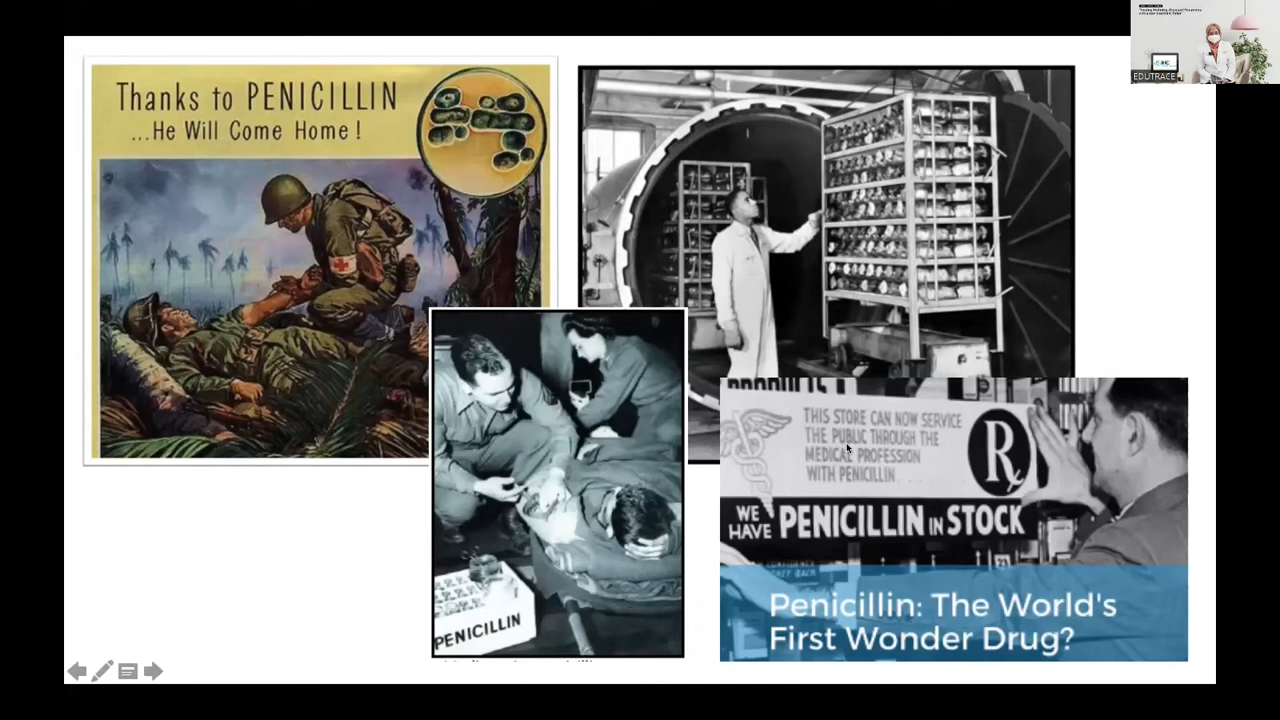 Thanks to PENICILLIN
...He Will Come Home!
THIS STORE CAN NOW SERVICE
THE PUBLIC THROUGH THE
MEDICAL PROFESSION
WITH PENICILLIN
Rx
WE HAVE PENICILLIN IN STOCK
PENICILLIN
Penicillin: The World's
First Wonder Drug?
EDUTRACE